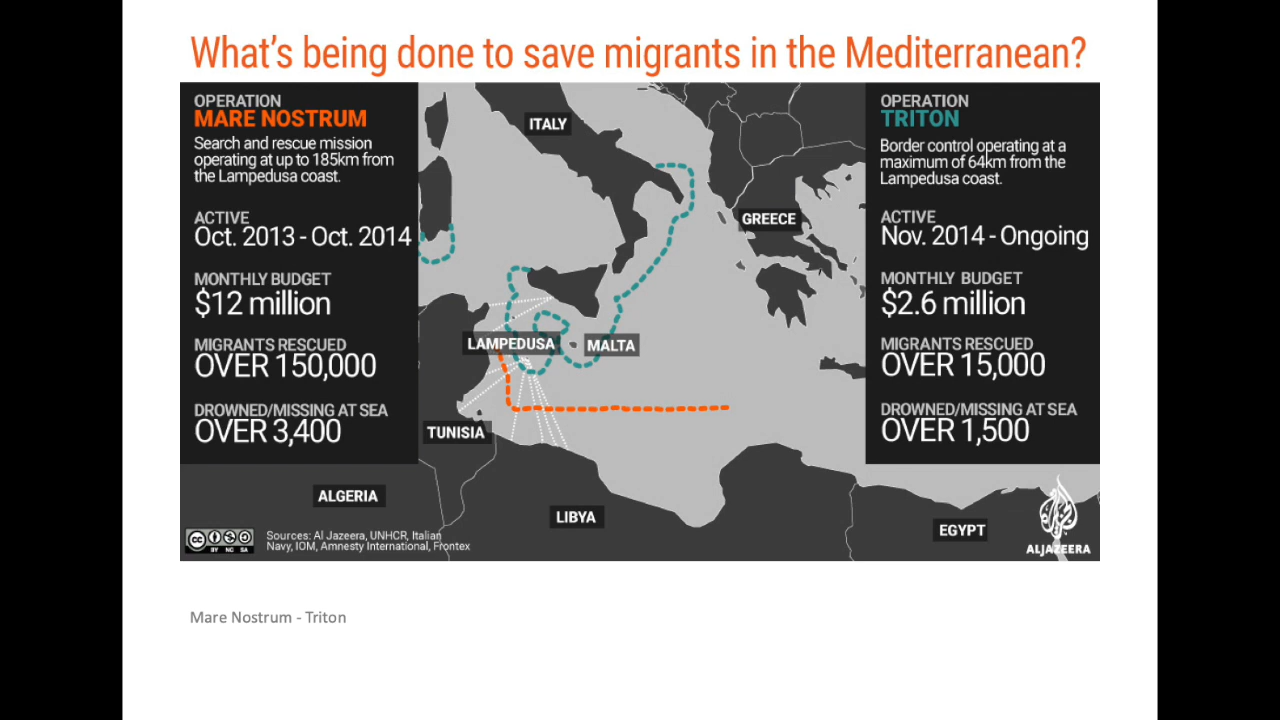 What's being done to save migrants in the Mediterranean?
OPERATION
MARE NOSTRUM
Search and rescue mission
operating at up to 185km from
the Lampedusa coast.
ACTIVE
Oct. 2013 - Oct. 2014
MONTHLY BUDGET
$12 million
MIGRANTS RESCUED
OVER 150,000
DROWNED/MISSING AT SEA
OVER 3,400
ITALY
GREECE
LAMPEDUSA
MALTA
TUNISIA
ALGERIA
LIBYA
EGYPT
OPERATION
TRITON
Border control operating at a
maximum of 64km from the
Lampedusa coast.
ACTIVE
Nov. 2014 - Ongoing
MONTHLY BUDGET
$2.6 million
MIGRANTS RESCUED
OVER 15,000
DROWNED/MISSING AT SEA
OVER 1,500
cc
BY NC SA
Sources: Al Jazeera, UNHCR, Italian
Navy, IOM, Amnesty International, Frontex
ALJAZEERA
Mare Nostrum - Triton